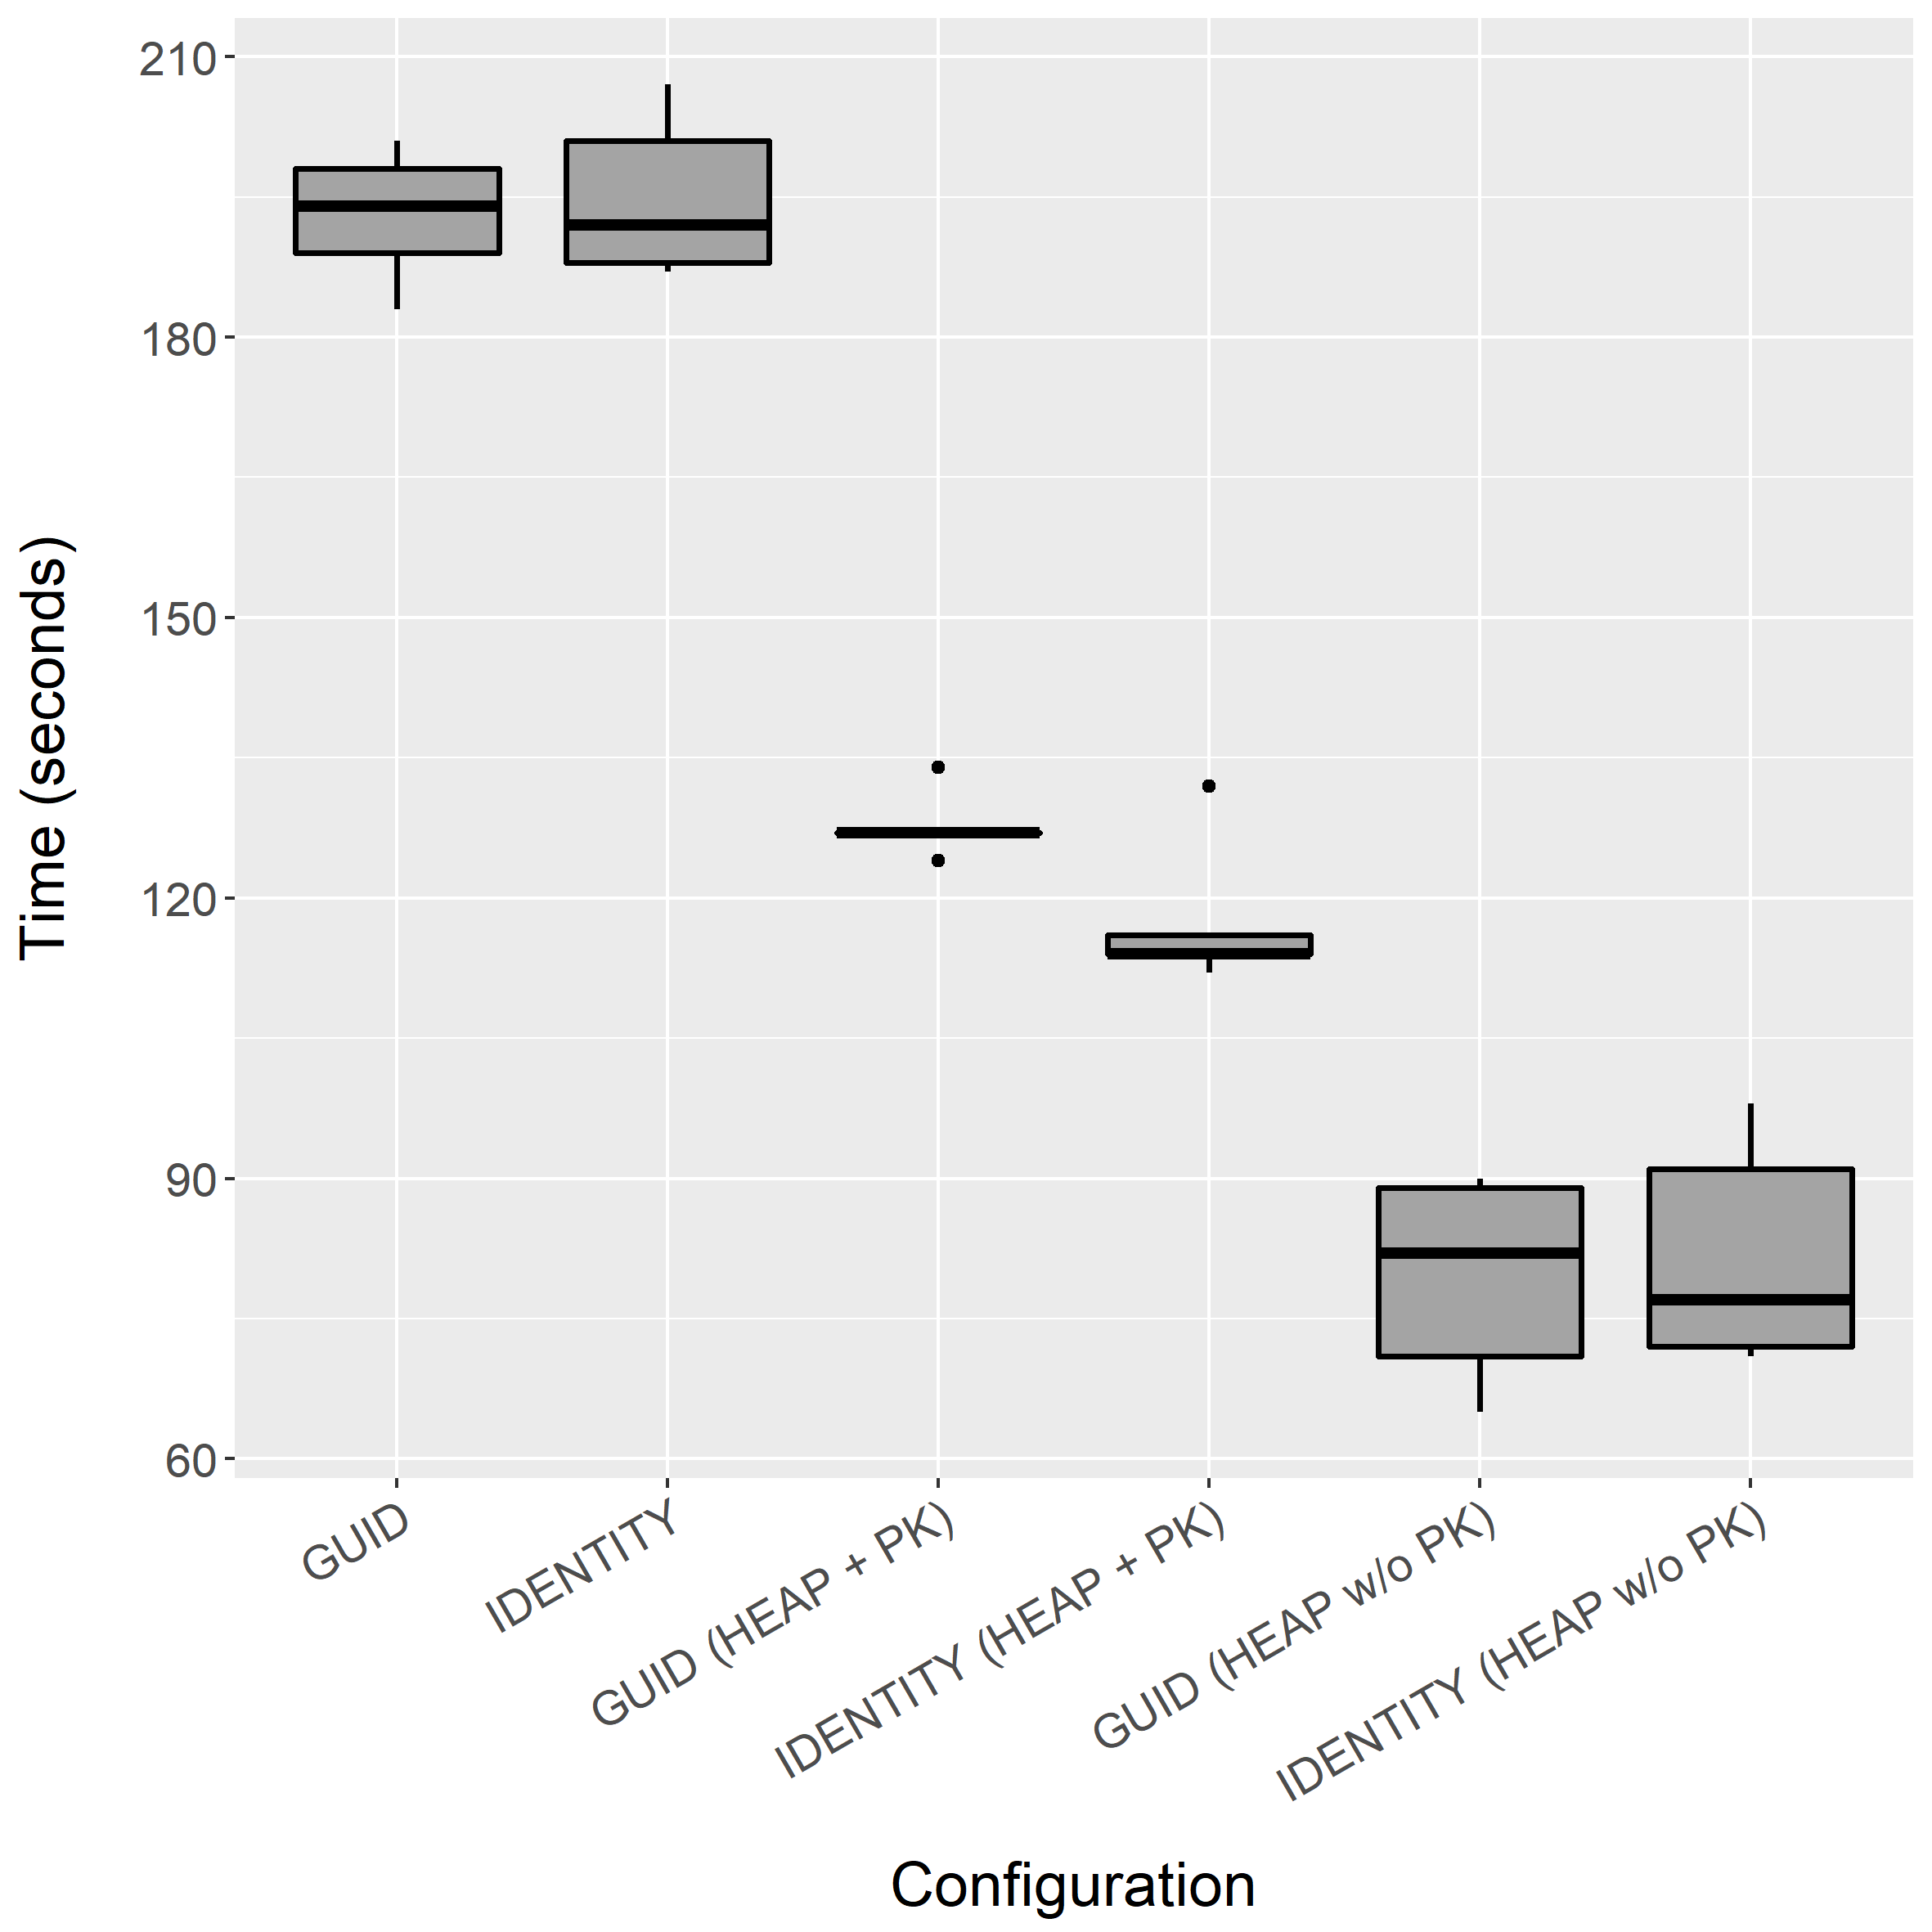 Time (seconds)
210
180
150
120
90
60
GUID
IDENTITY
GUID (HEAP + PK)
IDENTITY (HEAP + PK)
GUID (HEAP w/o PK)
IDENTITY (HEAP w/o PK)
Configuration